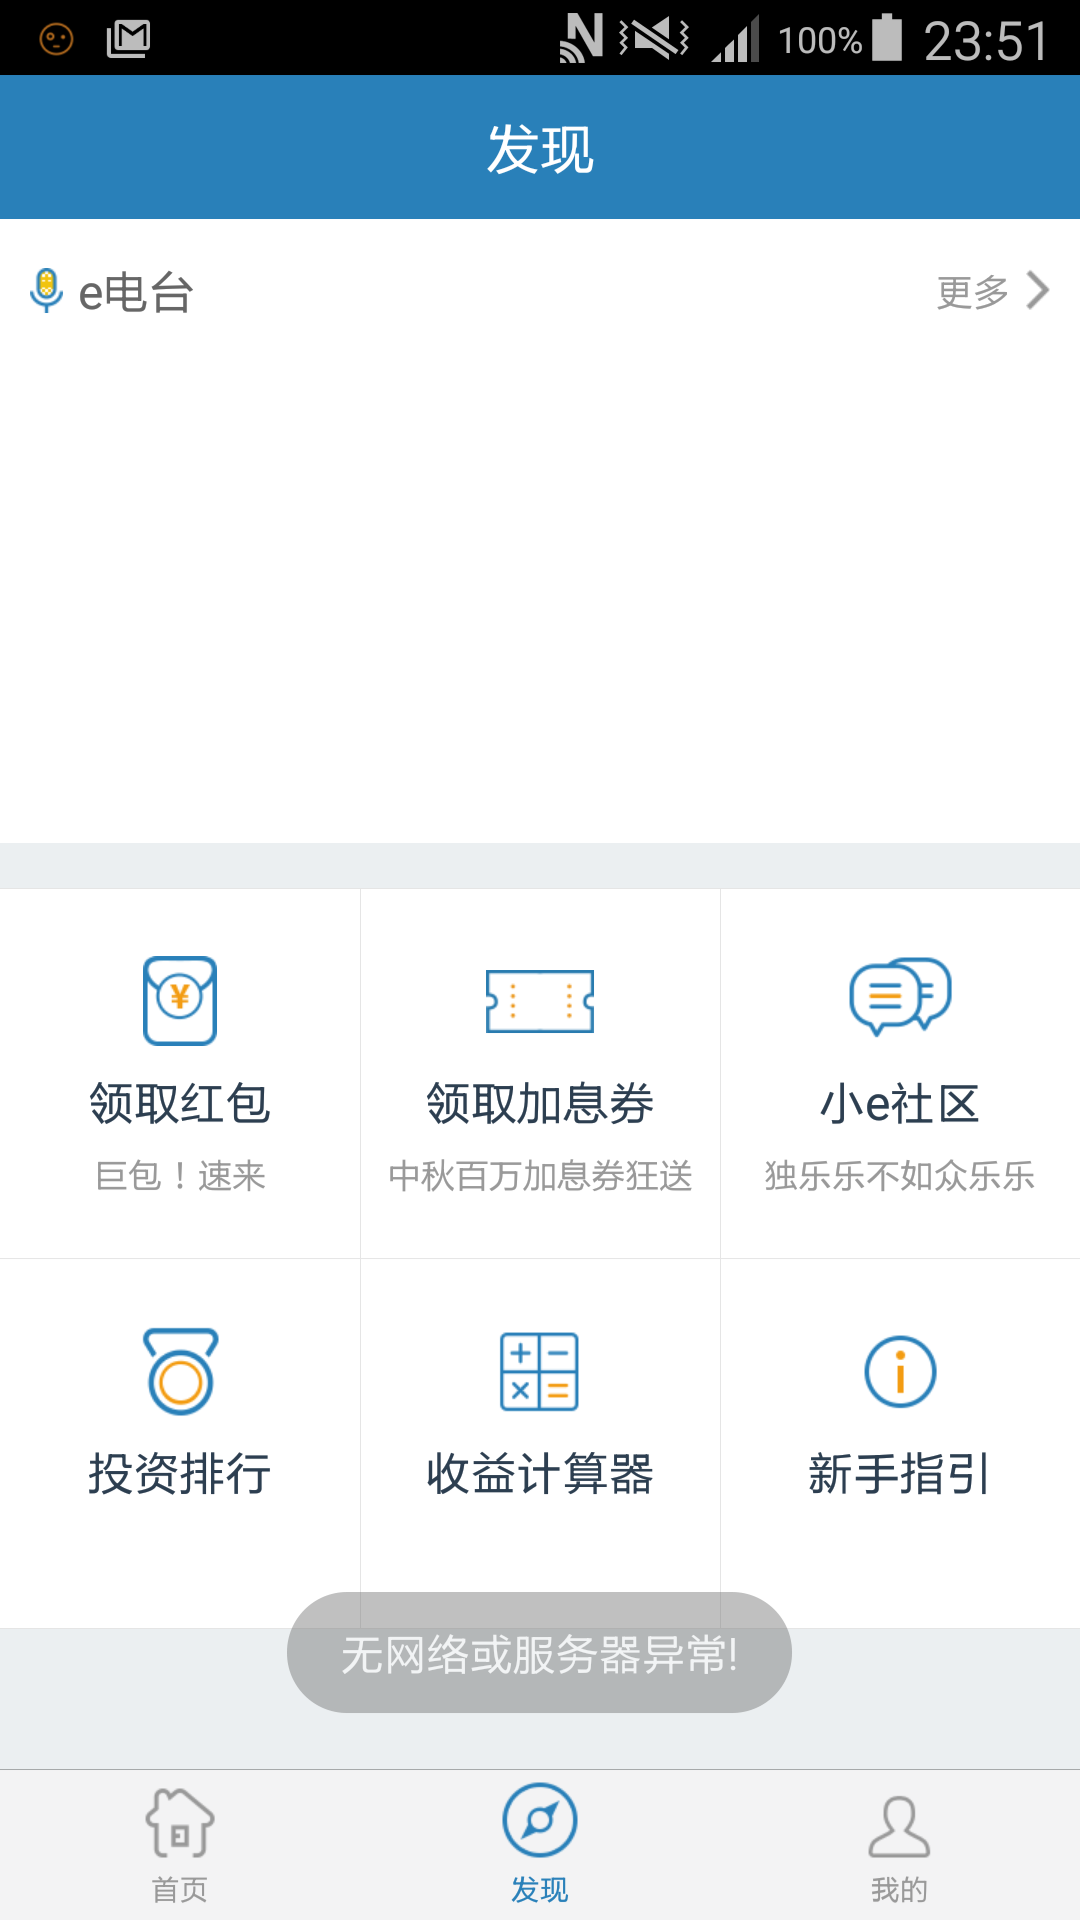 100% 23:51
发现
e电台 更多
¥
领取红包 领取加息券 小e社区
巨包！速来 中秋百万加息券狂送 独乐乐不如众乐乐
投资排行 收益计算器 新手指引
无网络或服务器异常!
首页 发现 我的